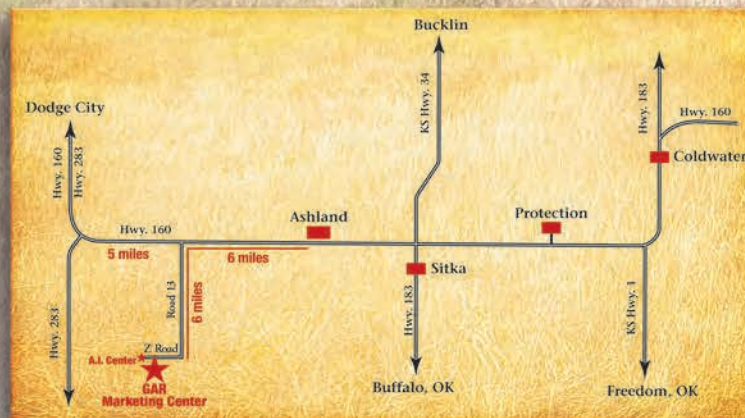 Bucklin
KS Hwy. 34
Hwy. 183
Hwy. 160
Dodge City
Hwy. 160
Hwy. 283
Coldwater
Ashland
Protection
Hwy. 160
5 miles
6 miles
Sitka
Road 13
6 miles
Hwy. 183
KS Hwy. 1
Hwy. 283
Z Road
A.I. Center
GAR
Marketing Center
Buffalo, OK
Freedom, OK